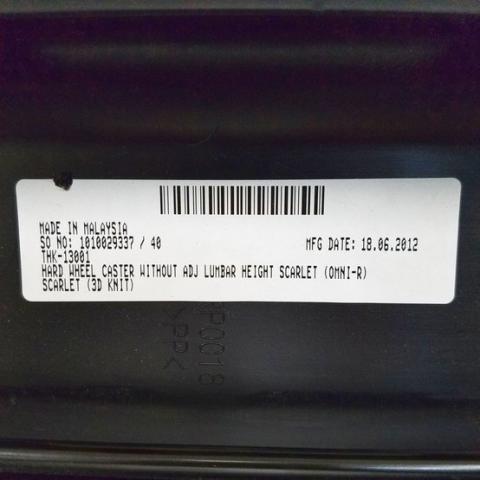 MADE IN MALAYSIA
SO NO: 1010029337 / 40
MFG DATE: 18.06.2012
THK-13001
HARD WHEEL CASTER WITHOUT ADJ LUMBAR HEIGHT SCARLET (OMNI-R)
SCARLET (3D KNIT)
>PP<